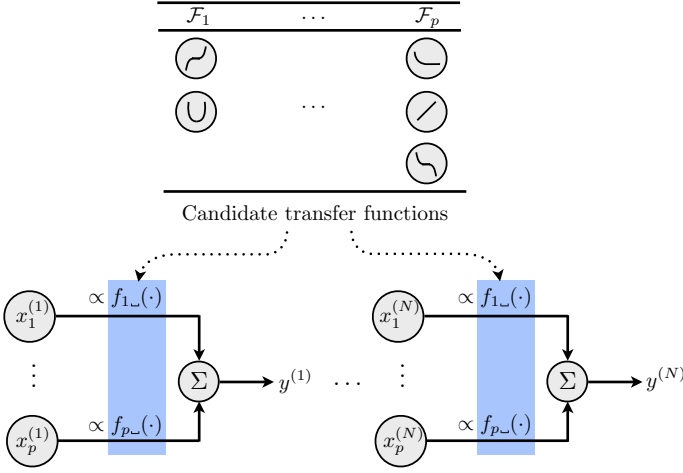 ℱ₁ ··· ℱₚ
···
Candidate transfer functions
∝ f₁␣(·) ∝ f₁␣(·)
x₁⁽¹⁾ x₁⁽ᴺ⁾
⋮ ⋮
Σ y⁽¹⁾ ··· Σ y⁽ᴺ⁾
∝ fₚ␣(·) ∝ fₚ␣(·)
xₚ⁽¹⁾ xₚ⁽ᴺ⁾